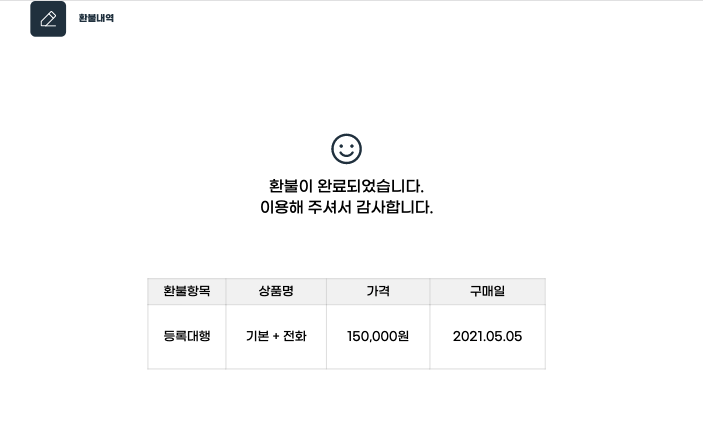 환불내역
환불이 완료되었습니다.
이용해 주셔서 감사합니다.
환불항목 상품명 가격 구매일
등록대행 기본 + 전화 150,000원 2021.05.05